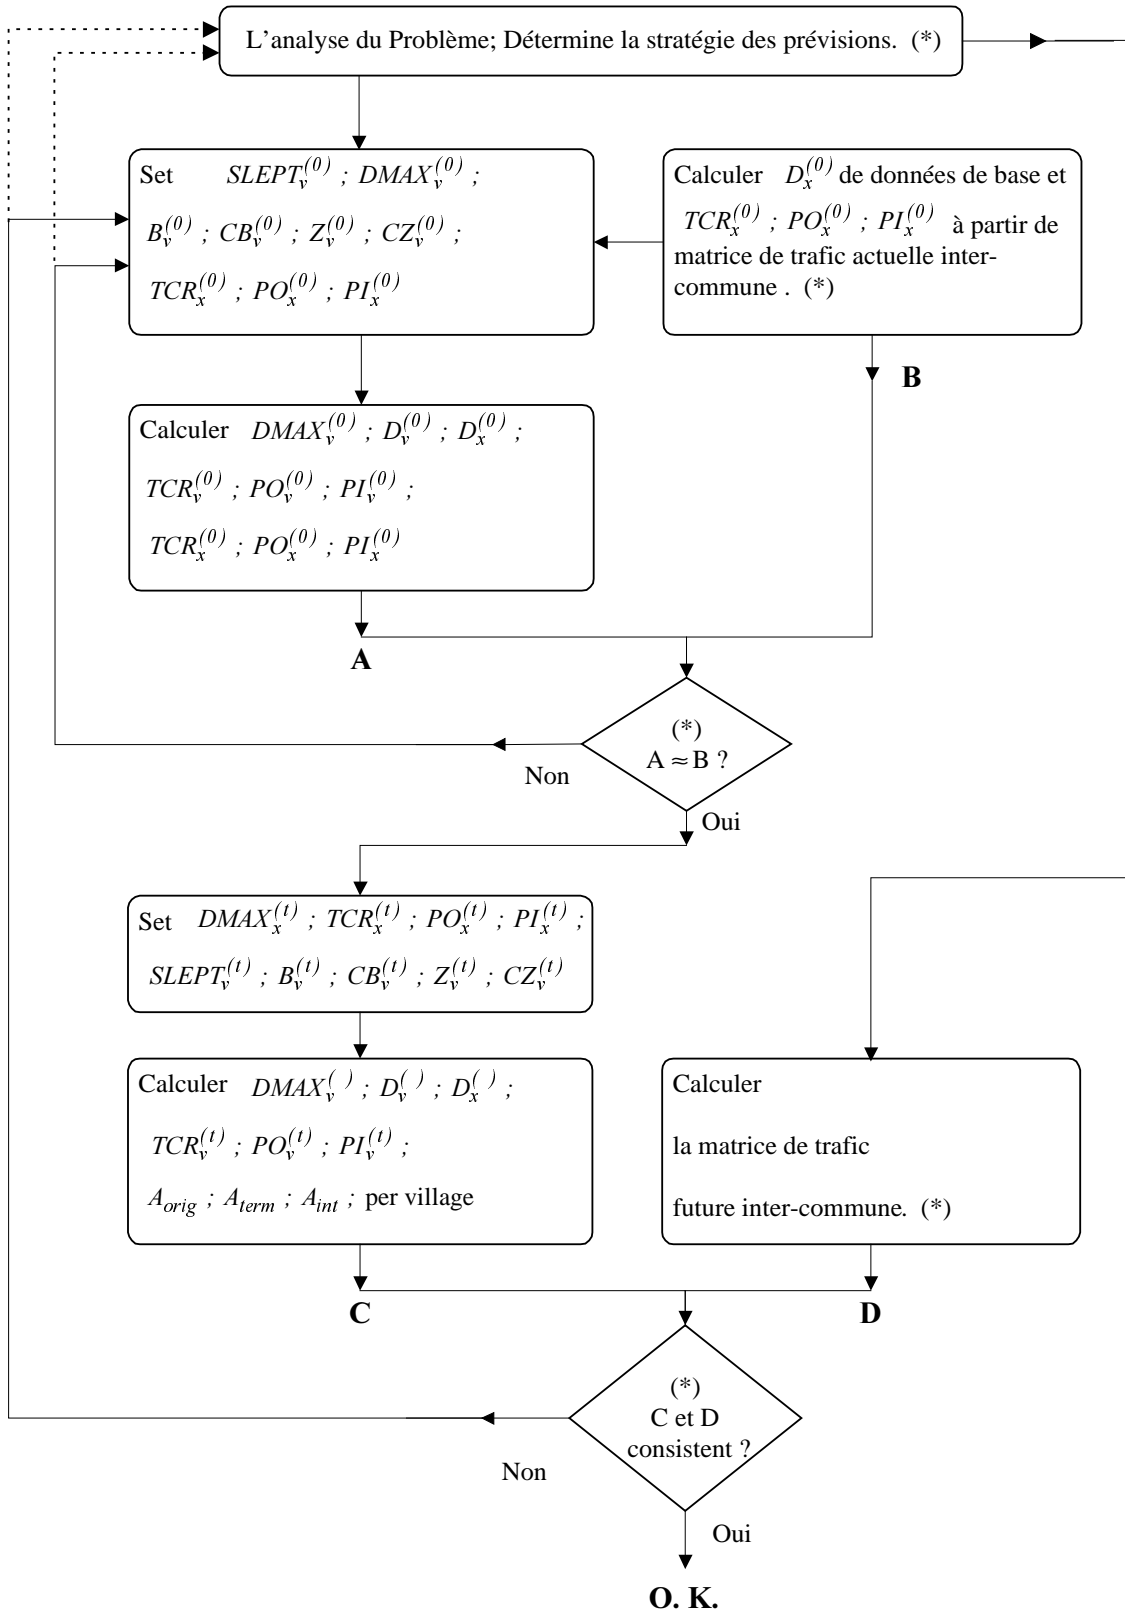 L'analyse du Problème; Détermine la stratégie des prévisions. (*)
Set SLEPT_v^(0) ; DMAX_v^(0) ;
B_v^(0) ; CB_v^(0) ; Z_v^(0) ; CZ_v^(0) ;
TCR_x^(0) ; PO_x^(0) ; PI_x^(0)
Calculer D_x^(0) de données de base et
TCR_x^(0) ; PO_x^(0) ; PI_x^(0) à partir de
matrice de trafic actuelle inter-
commune . (*)
B
Calculer DMAX_v^(0) ; D_v^(0) ; D_x^(0) ;
TCR_v^(0) ; PO_v^(0) ; PI_v^(0) ;
TCR_x^(0) ; PO_x^(0) ; PI_x^(0)
A
(*)
A ≈ B ?
Non
Oui
Set DMAX_x^(t) ; TCR_x^(t) ; PO_x^(t) ; PI_x^(t) ;
SLEPT_v^(t) ; B_v^(t) ; CB_v^(t) ; Z_v^(t) ; CZ_v^(t)
Calculer DMAX_v^( ) ; D_v^( ) ; D_x^( ) ;
TCR_v^(t) ; PO_v^(t) ; PI_v^(t) ;
A_orig ; A_term ; A_int ; per village
Calculer
la matrice de trafic
future inter-commune. (*)
C
D
(*)
C et D
consistent ?
Non
Oui
O. K.